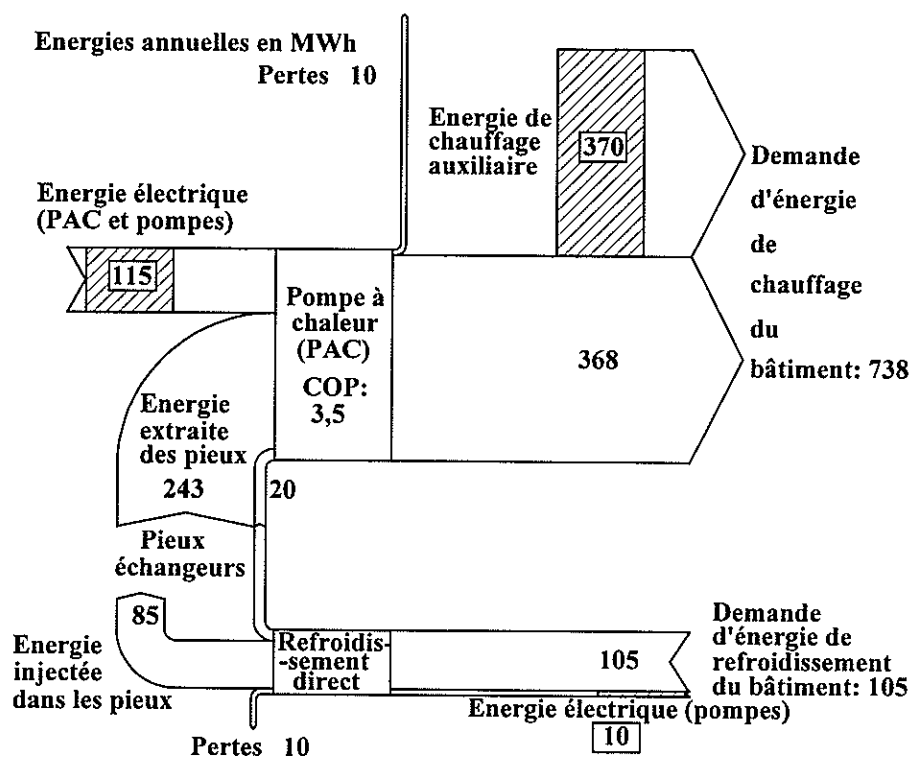 Energies annuelles en MWh
Pertes 10
Energie de
chauffage
auxiliaire
370
Demande
d'énergie
de
chauffage
du
bâtiment: 738
Energie électrique
(PAC et pompes)
115
Pompe à
chaleur
(PAC)
COP:
3,5
368
Energie
extraite
des pieux
243
20
Pieux
échangeurs
85
Energie
injectée
dans les pieux
Refroidis-
-ssement
direct
105
Demande
d'énergie de
refroidissement
du bâtiment: 105
Energie électrique (pompes)
10
Pertes 10